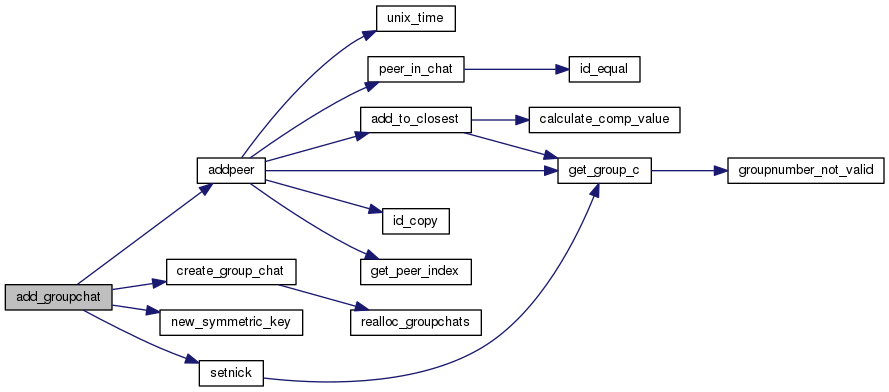 unix_time
peer_in_chat
id_equal
add_to_closest
calculate_comp_value
addpeer
get_group_c
groupnumber_not_valid
id_copy
get_peer_index
create_group_chat
add_groupchat
new_symmetric_key
realloc_groupchats
setnick